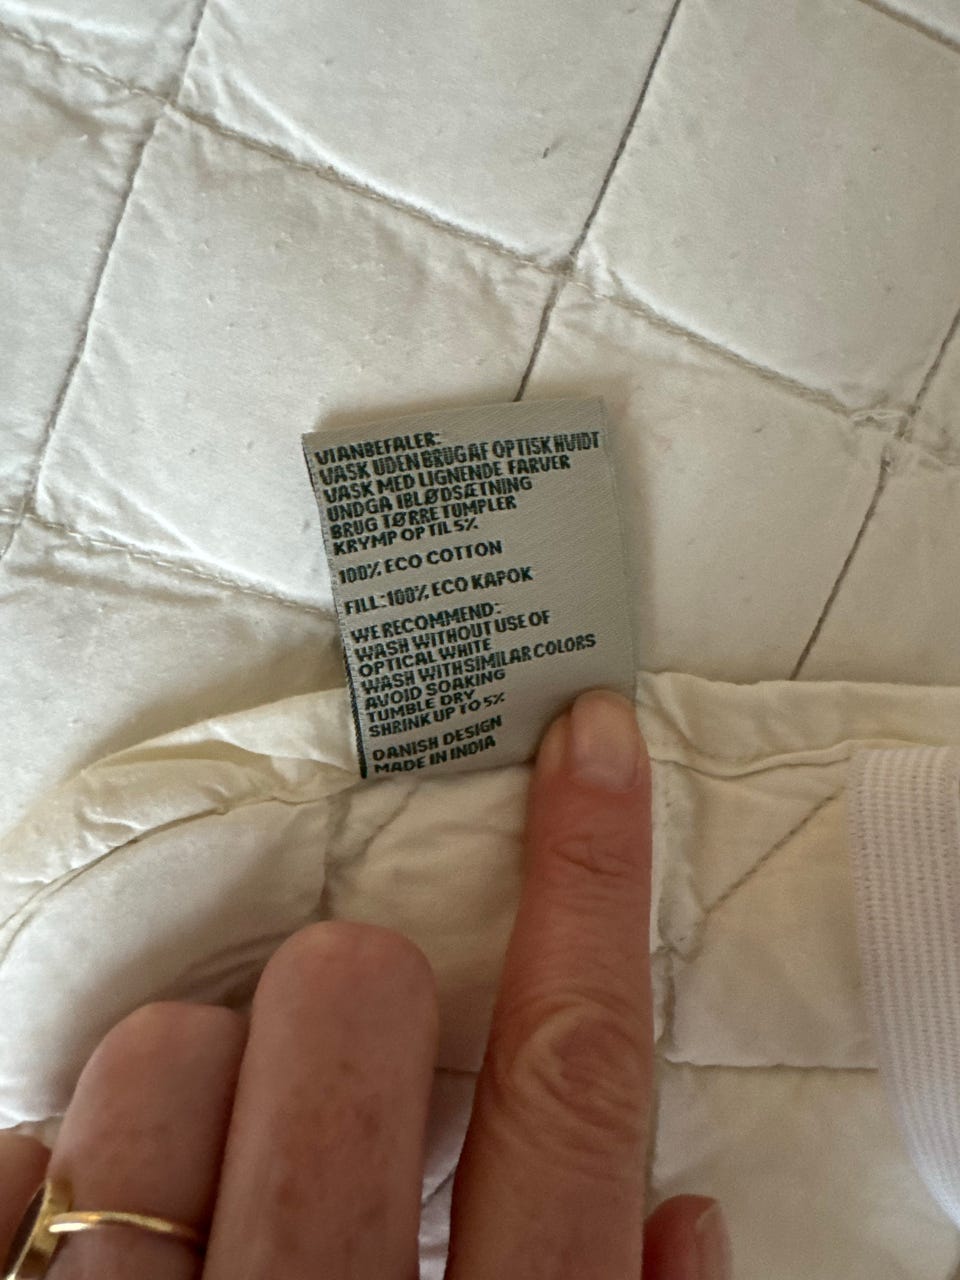 VI ANBEFALER:
VASK UDEN BRUG AF OPTISK HVIDT
VASK MED LIGNENDE FARVER
UNDGA IBLØDSÆTNING
BRUG TØRRETUMPLER
KRYMP OP TIL 5%
100% ECO COTTON
FILL: 100% ECO KAPOK
WE RECOMMEND:
WASH WITHOUT USE OF
OPTICAL WHITE
WASH WITH SIMILAR COLORS
AVOID SOAKING
TUMBLE DRY
SHRINK UP TO 5%
DANISH DESIGN
MADE IN INDIA